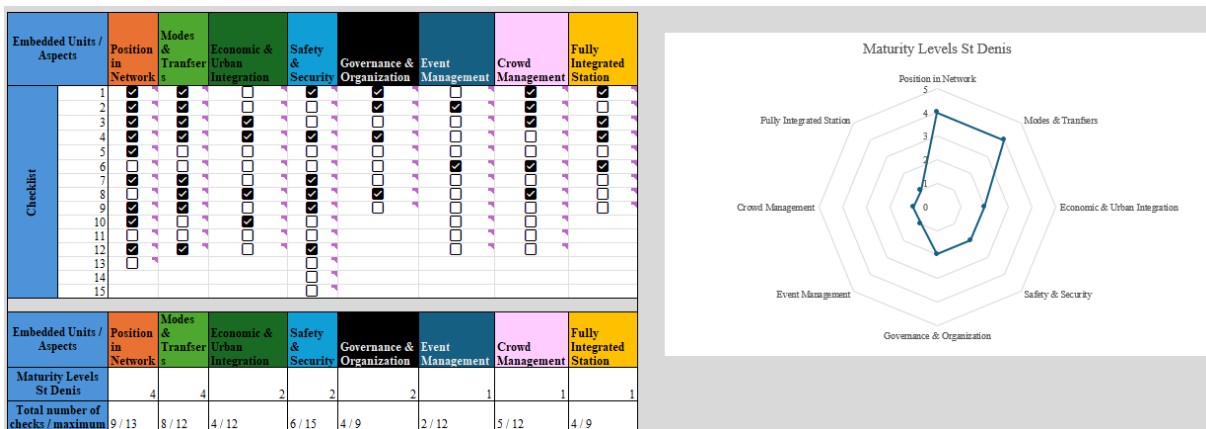 Embedded Units / Aspects Position in Network Modes & Tranfsers Economic & Urban Integration Safety & Security Governance & Organization Event Management Crowd Management Fully Integrated Station
Checklist
1
2
3
4
5
6
7
8
9
10
11
12
13
14
15
Embedded Units / Aspects Position in Network Modes & Tranfsers Economic & Urban Integration Safety & Security Governance & Organization Event Management Crowd Management Fully Integrated Station
Maturity Levels St Denis 4 4 2 2 2 1 1 1
Total number of checks / maximum 9 / 13 8 / 12 4 / 12 6 / 15 4 / 9 2 / 12 5 / 12 4 / 9
Maturity Levels St Denis
Position in Network
5
4
3
2
1
0
Fully Integrated Station
Modes & Tranfsers
Crowd Management
Economic & Urban Integration
Event Management
Safety & Security
Governance & Organization